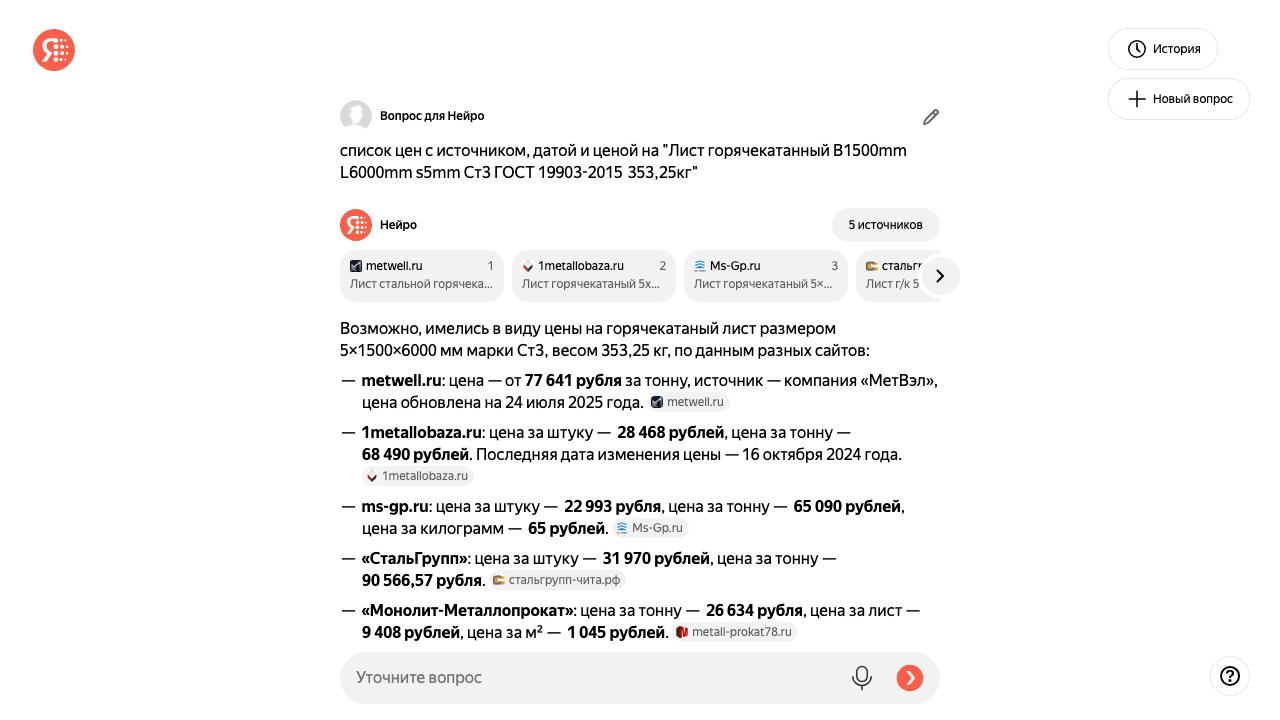 История
Новый вопрос
Вопрос для Нейро
список цен с источником, датой и ценой на "Лист горячекатанный B1500mm
L6000mm s5mm Ст3 ГОСТ 19903-2015 353,25кг"
Нейро
5 источников
metwell.ru 1
Лист стальной горячека...
1metallobaza.ru 2
Лист горячекатаный 5х...
Ms-Gp.ru 3
Лист горячекатаный 5×...
стальгр
Лист г/к 5
Возможно, имелись в виду цены на горячекатаный лист размером
5×1500×6000 мм марки Ст3, весом 353,25 кг, по данным разных сайтов:
— metwell.ru: цена — от 77 641 рубля за тонну, источник — компания «МетВэл»,
цена обновлена на 24 июля 2025 года. metwell.ru
— 1metallobaza.ru: цена за штуку — 28 468 рублей, цена за тонну —
68 490 рублей. Последняя дата изменения цены — 16 октября 2024 года.
1metallobaza.ru
— ms-gp.ru: цена за штуку — 22 993 рубля, цена за тонну — 65 090 рублей,
цена за килограмм — 65 рублей. Ms-Gp.ru
— «СтальГрупп»: цена за штуку — 31 970 рублей, цена за тонну —
90 566,57 рубля. стальгрупп-чита.рф
— «Монолит-Металлопрокат»: цена за тонну — 26 634 рубля, цена за лист —
9 408 рублей, цена за м² — 1 045 рублей. metall-prokat78.ru
Уточните вопрос